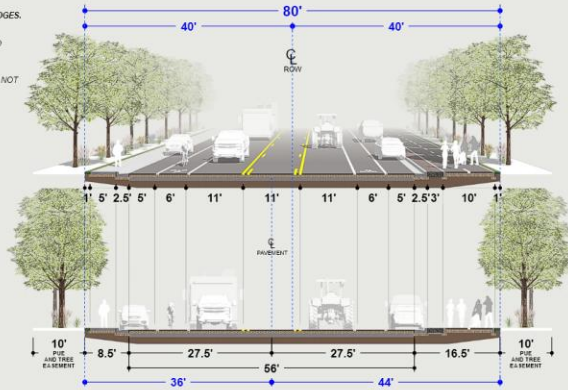 DGES.
NOT
80'
40' 40'
℄
ROW
1' 5' 2.5' 5' 6' 11' 11' 11' 6' 5' 2.5' 3' 10' 1'
℄
PAVEMENT
10' 8.5' 27.5' 27.5' 16.5' 10'
PUE PUE
AND TREE AND TREE
EASEMENT EASEMENT
56'
36' 44'